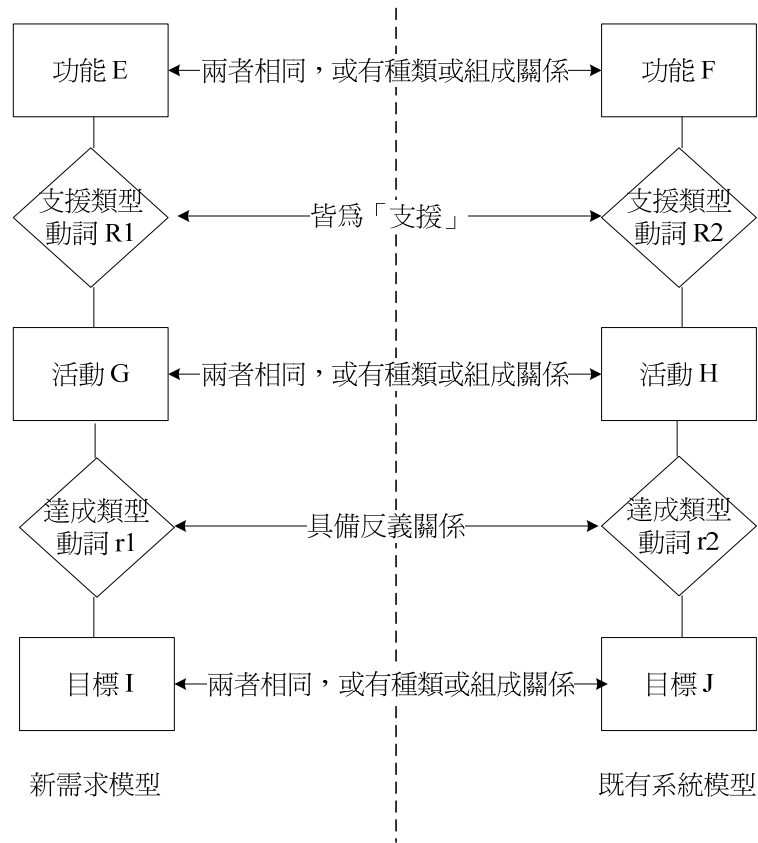 功能 E
兩者相同，或有種類或組成關係
功能 F
支援類型
動詞 R1
皆爲「支援」
支援類型
動詞 R2
活動 G
兩者相同，或有種類或組成關係
活動 H
達成類型
動詞 r1
具備反義關係
達成類型
動詞 r2
目標 I
兩者相同，或有種類或組成關係
目標 J
新需求模型
既有系統模型